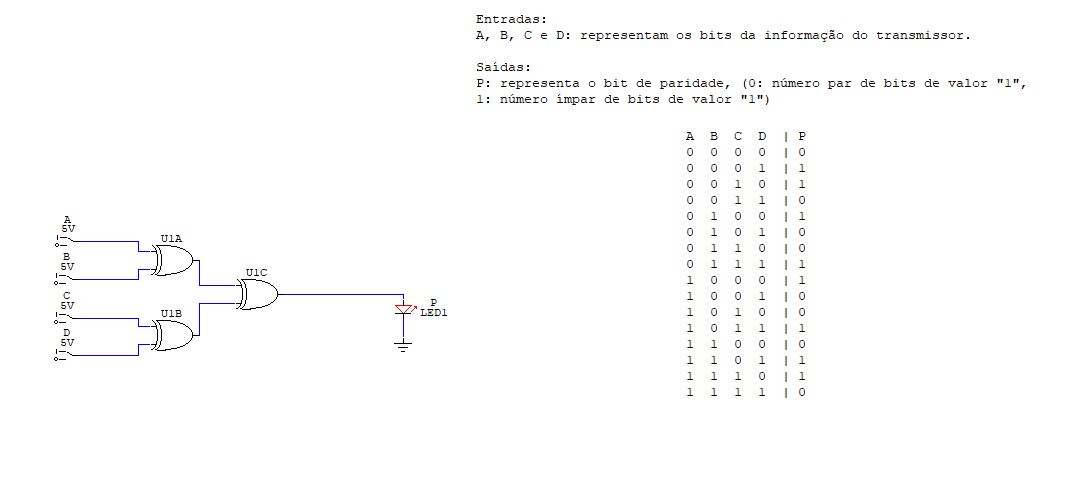 Entradas:
A, B, C e D: representam os bits da informação do transmissor.
Saídas:
P: representa o bit de paridade, (0: número par de bits de valor "1",
1: número ímpar de bits de valor "1")
A B C D | P
0 0 0 0 | 0
0 0 0 1 | 1
0 0 1 0 | 1
0 0 1 1 | 0
0 1 0 0 | 1
0 1 0 1 | 0
0 1 1 0 | 0
0 1 1 1 | 1
1 0 0 0 | 1
1 0 0 1 | 0
1 0 1 0 | 0
1 0 1 1 | 1
1 1 0 0 | 0
1 1 0 1 | 1
1 1 1 0 | 1
1 1 1 1 | 0
A
5V
B
5V
C
5V
D
5V
U1A
U1B
U1C
P
LED1